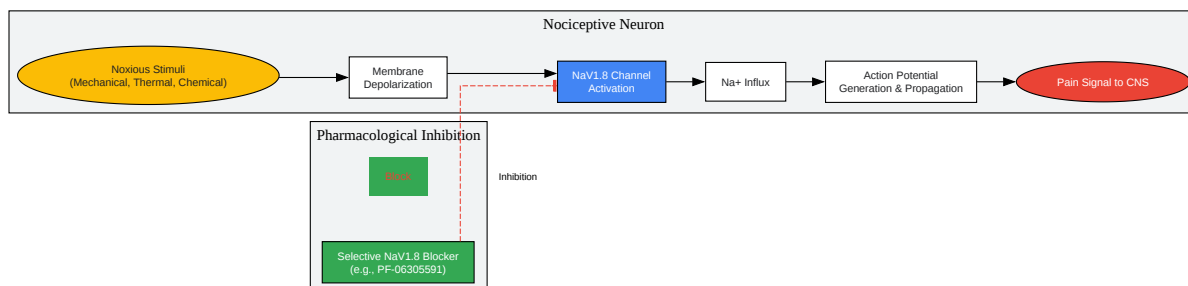 Nociceptive Neuron
Noxious Stimuli
(Mechanical, Thermal, Chemical)
Membrane
Depolarization
NaV1.8 Channel
Activation
Na+ Influx
Action Potential
Generation & Propagation
Pain Signal to CNS
Pharmacological Inhibition
Inhibition
Selective NaV1.8 Blocker
(e.g., PF-06305591)